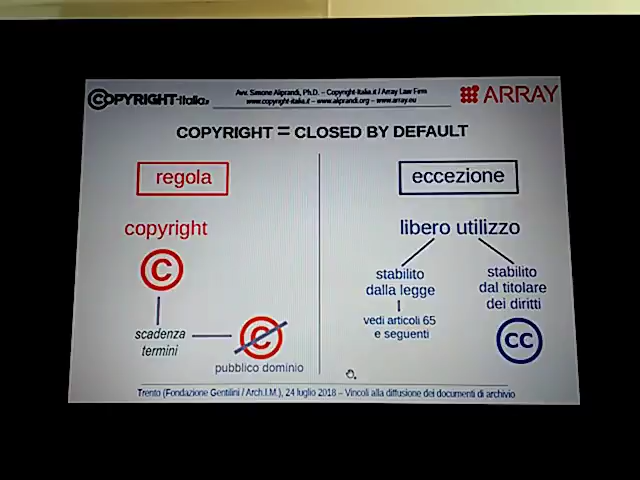 COPYRIGHT-Italia.it
Avv. Simone Aliprandi, Ph.D. – Copyright-Italia.it / Array Law Firm
www.copyright-italia.it – www.aliprandi.org – www.array.eu
ARRAY
COPYRIGHT = CLOSED BY DEFAULT
regola
copyright
C
scadenza
termini
C
pubblico dominio
eccezione
libero utilizzo
stabilito
dalla legge
vedi articoli 65
e seguenti
stabilito
dal titolare
dei diritti
CC
Trento (Fondazione Gentilini / Arch.I.M.), 24 luglio 2018 – Vincoli alla diffusione dei documenti di archivio